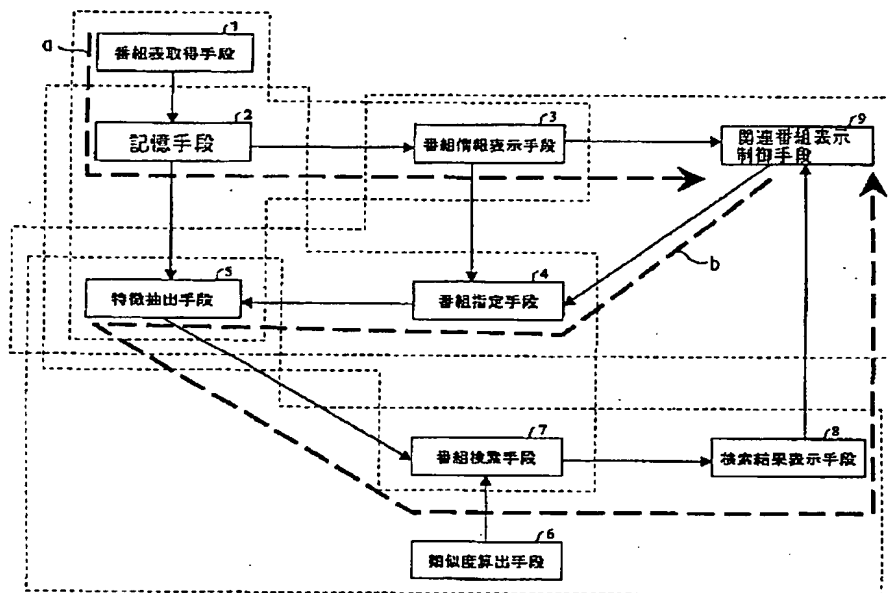 1
a
番組表取得手段
2
記憶手段
3
番組情報表示手段
9
関連番組表示
制御手段
5
特徴抽出手段
4
番組指定手段
b
7
番組検索手段
8
検索結果表示手段
6
類似度算出手段